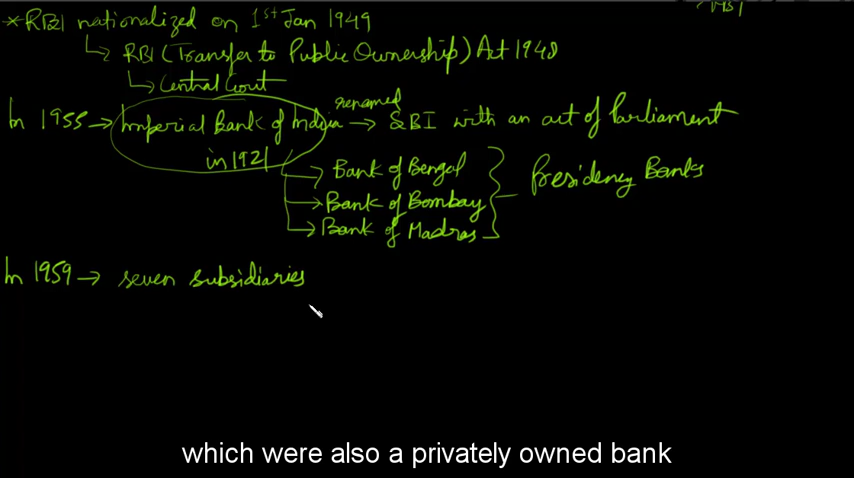 * RBI nationalized on 1st Jan 1949
↳ RBI (Transfer to Public Ownership) Act 1948
↳ Central Govt
In 1955 → Imperial Bank of India renamed → SBI with an act of Parliament
in 1921
→ Bank of Bengal
→ Bank of Bombay
→ Bank of Madras
Presidency Banks
In 1959 → seven subsidiaries
which were also a privately owned bank